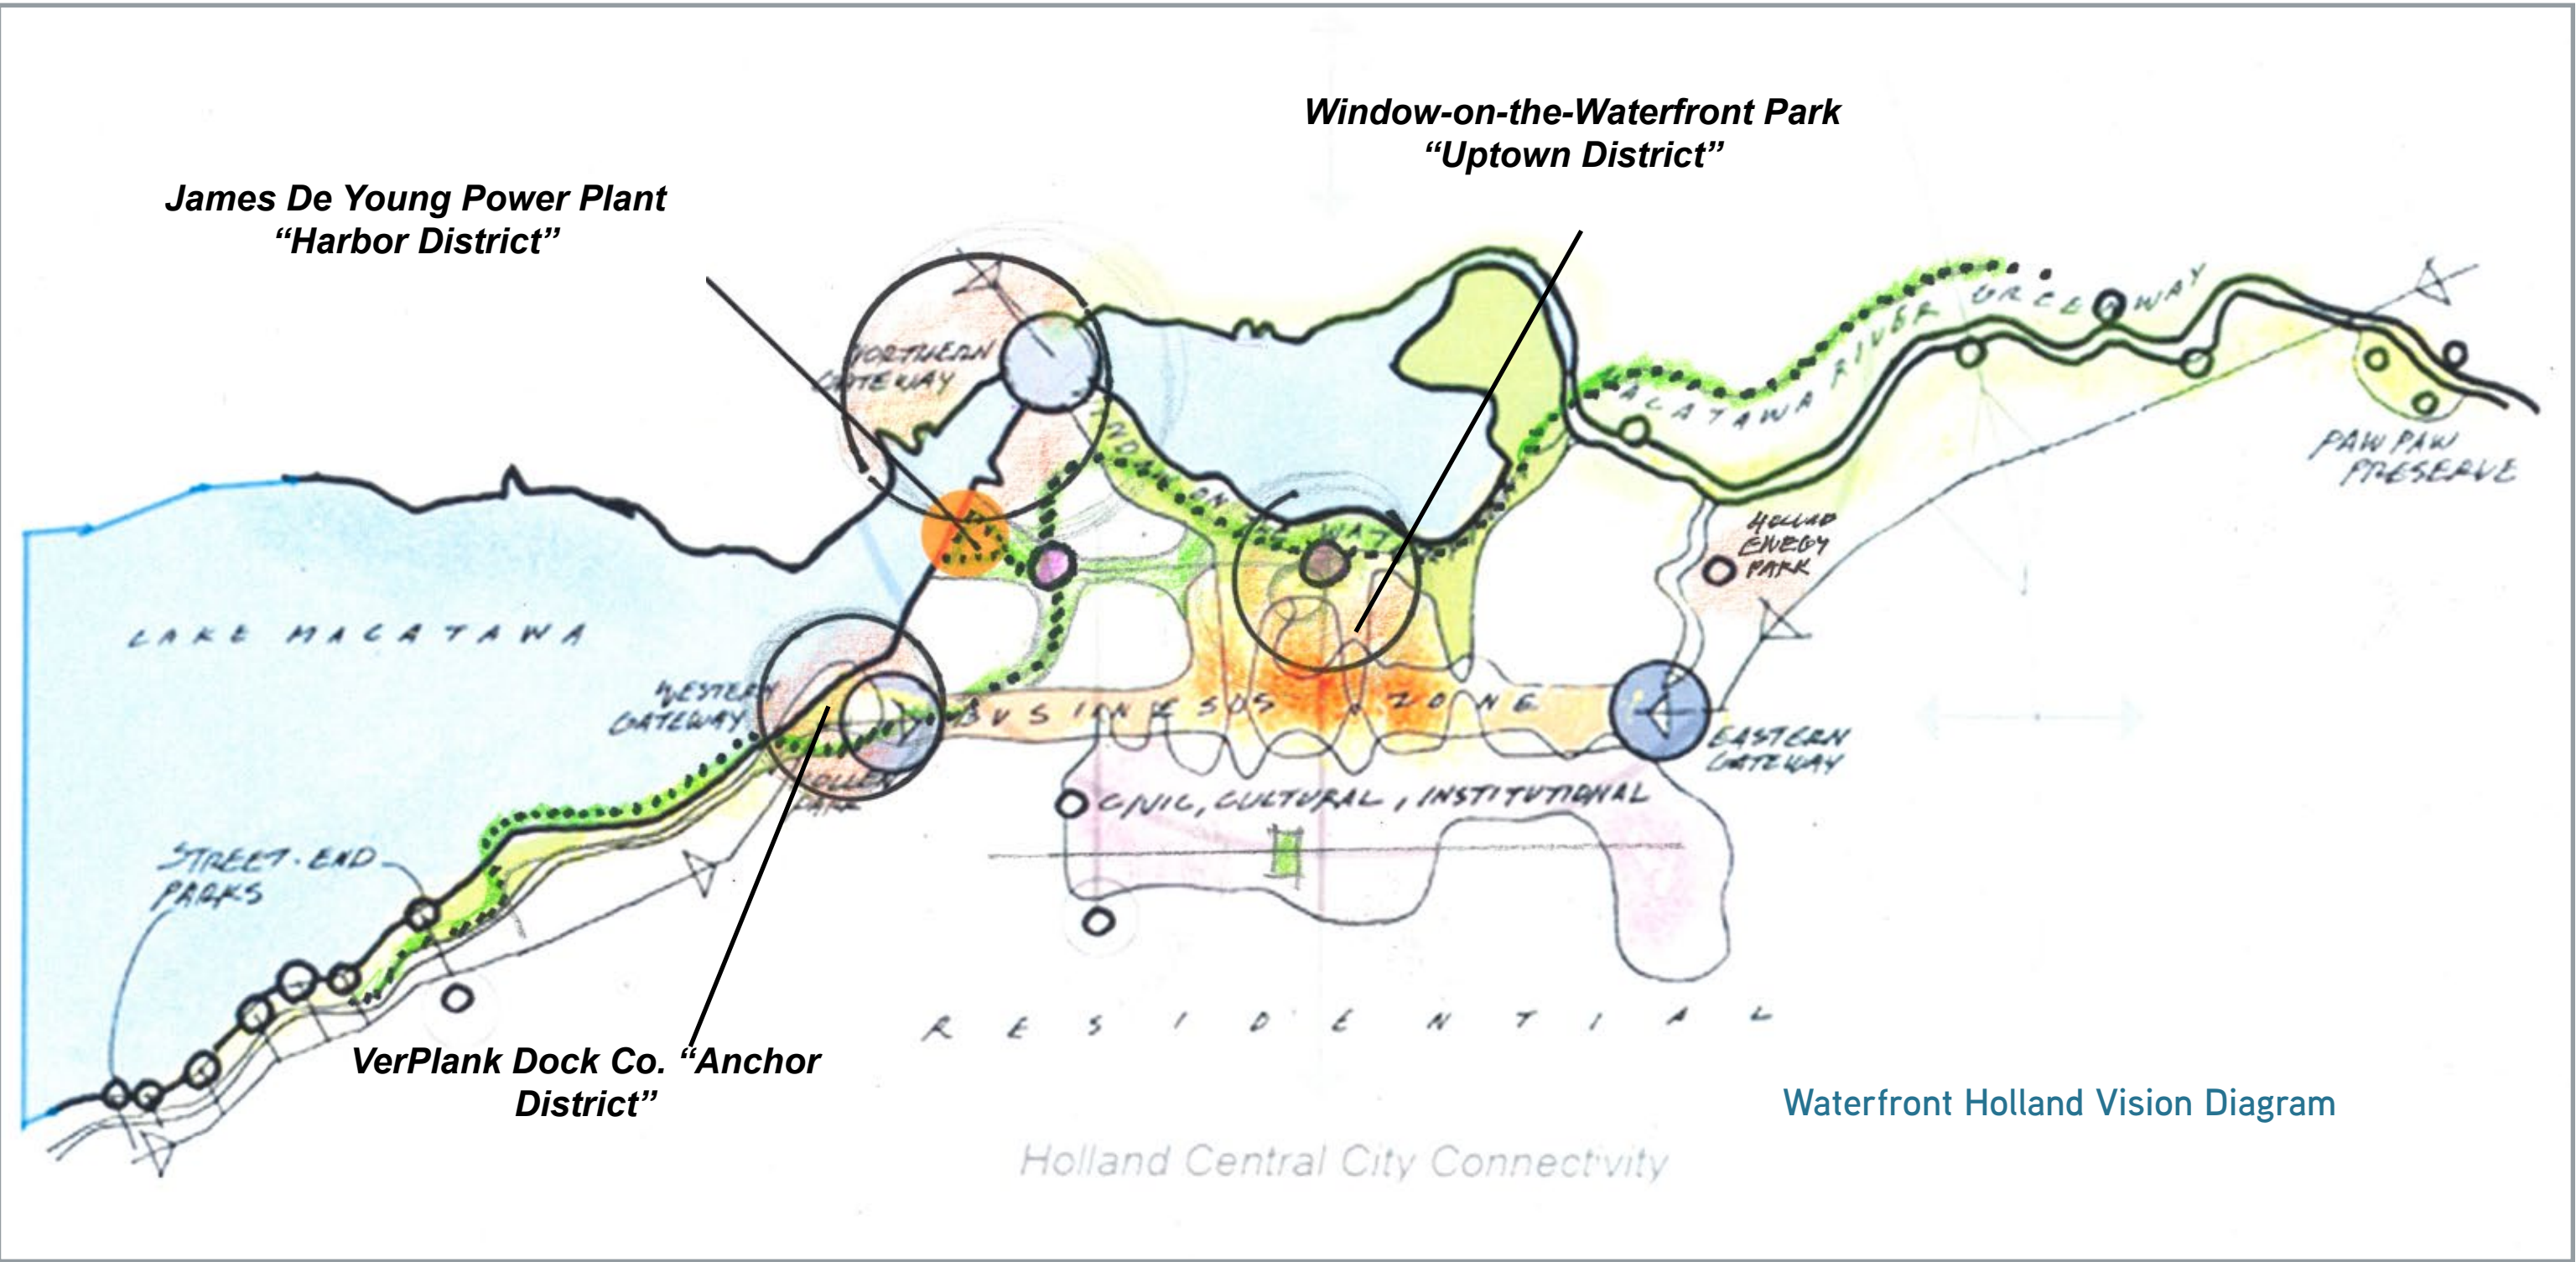 Window-on-the-Waterfront Park
“Uptown District”
James De Young Power Plant
“Harbor District”
NORTHERN
GATEWAY
MACATAWA RIVER GREENWAY
PAW PAW
PRESERVE
HOLLAND
ENERGY
PARK
LAKE MACATAWA
WESTERN
GATEWAY
BUSINESS ZONE
EASTERN
GATEWAY
KOLLEN
PARK
CIVIC, CULTURAL, INSTITUTIONAL
STREET-END
PARKS
RESIDENTIAL
VerPlank Dock Co. “Anchor
District”
Waterfront Holland Vision Diagram
Holland Central City Connectivity